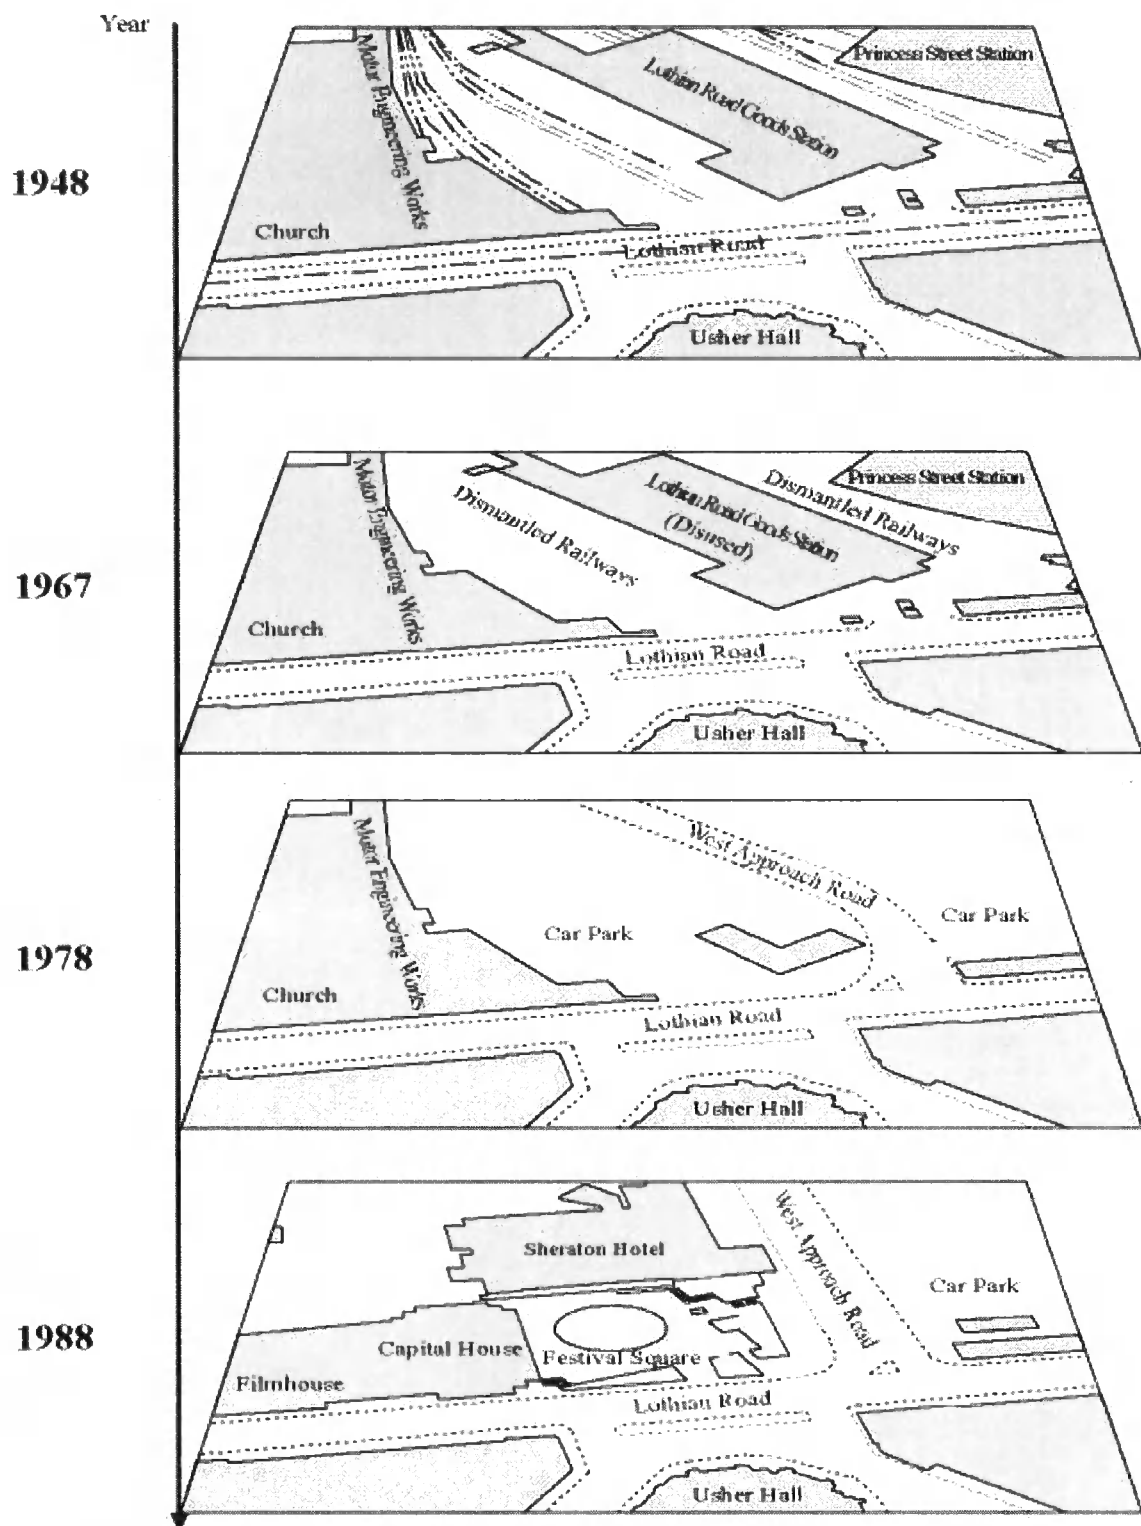 Year
1948
Motor Engineering Works
Lothian Road Goods Station
Princess Street Station
Church
Lothian Road
Usher Hall
1967
Motor Engineering Works
Dismantled Railways
Lothian Road Goods Station
(Disused)
Dismantled Railways
Princess Street Station
Church
Lothian Road
Usher Hall
1978
Motor Engineering Works
West Approach Road
Car Park
Car Park
Church
Lothian Road
Usher Hall
1988
Sheraton Hotel
West Approach Road
Car Park
Capital House
Festival Square
Filmhouse
Lothian Road
Usher Hall